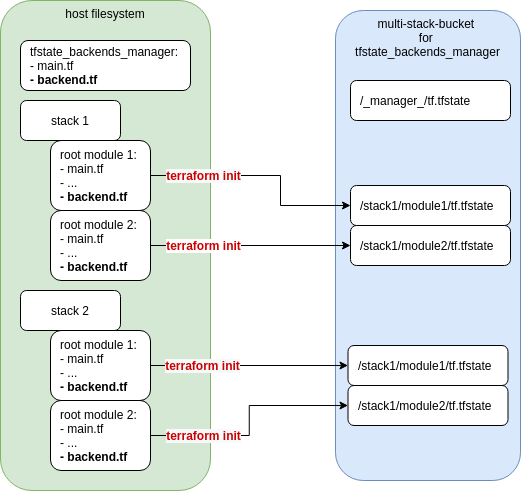 host filesystem
tfstate_backends_manager:
- main.tf
- backend.tf
stack 1
root module 1:
- main.tf
- ...
- backend.tf
terraform init
root module 2:
- main.tf
- ...
- backend.tf
terraform init
stack 2
root module 1:
- main.tf
- ...
- backend.tf
terraform init
root module 2:
- main.tf
- ...
- backend.tf
terraform init
multi-stack-bucket
for
tfstate_backends_manager
/_manager_/tf.tfstate
/stack1/module1/tf.tfstate
/stack1/module2/tf.tfstate
/stack1/module1/tf.tfstate
/stack1/module2/tf.tfstate